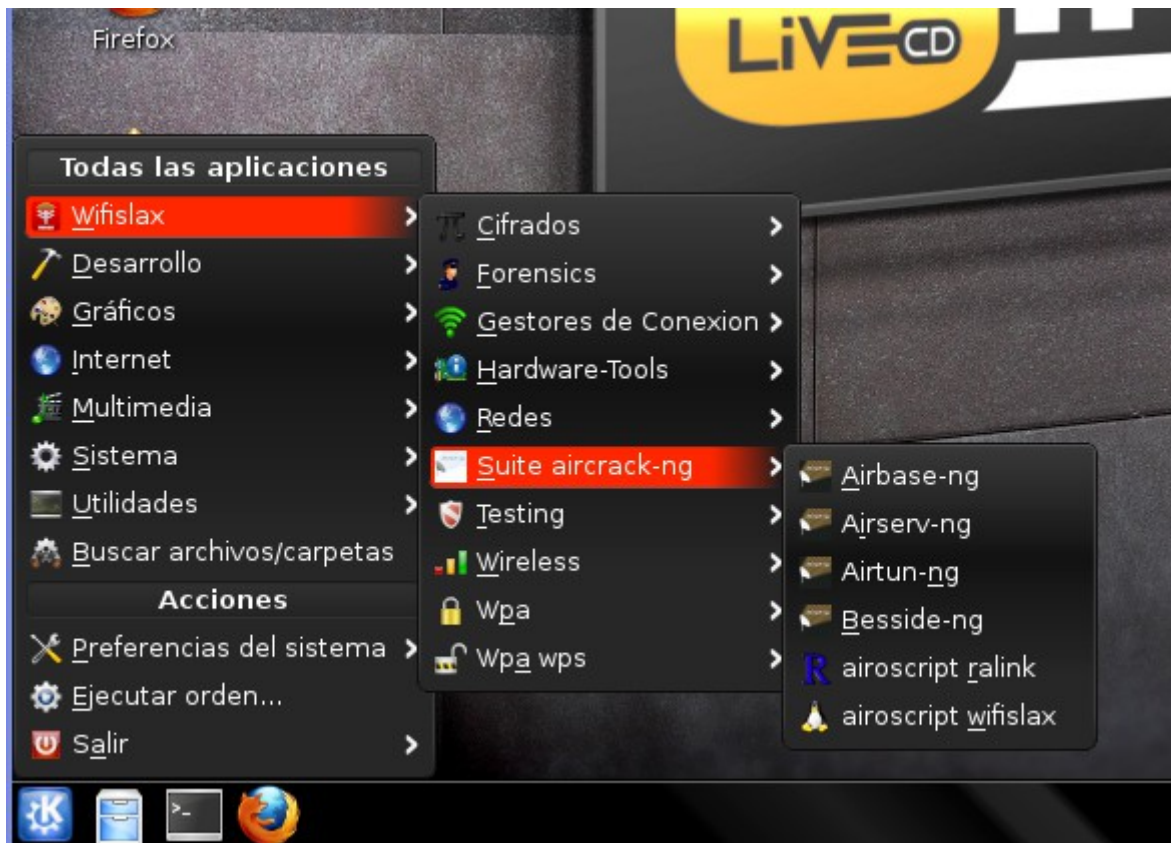 Firefox
LiVE CD
Todas las aplicaciones
Wifislax
Desarrollo
Gráficos
Internet
Multimedia
Sistema
Utilidades
Buscar archivos/carpetas
Acciones
Preferencias del sistema
Ejecutar orden...
Salir
Cifrados
Forensics
Gestores de Conexion
Hardware-Tools
Redes
Suite aircrack-ng
Testing
Wireless
Wpa
Wpa wps
Airbase-ng
Airserv-ng
Airtun-ng
Besside-ng
airoscript ralink
airoscript wifislax